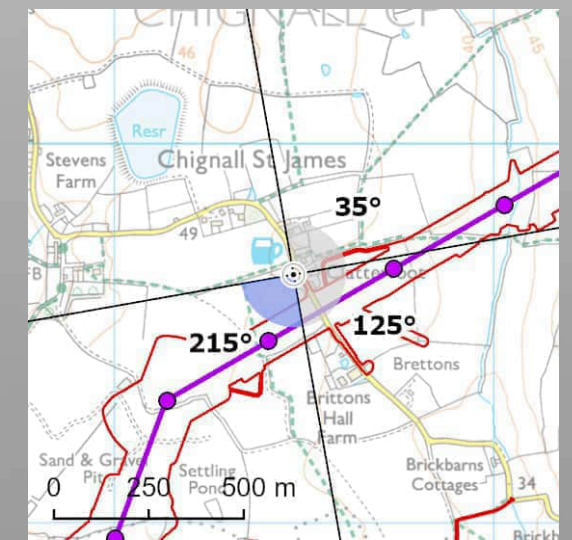 CHIGNALL CP
46
40
45
Resr
Stevens
Farm
Chignall St James
35°
49
FB
215°
125°
Brettons
Brittons
Hall
Farm
Sand & Gravel
Pit
Settling
Pond
Brickbarns
Cottages
34
0 250 500 m